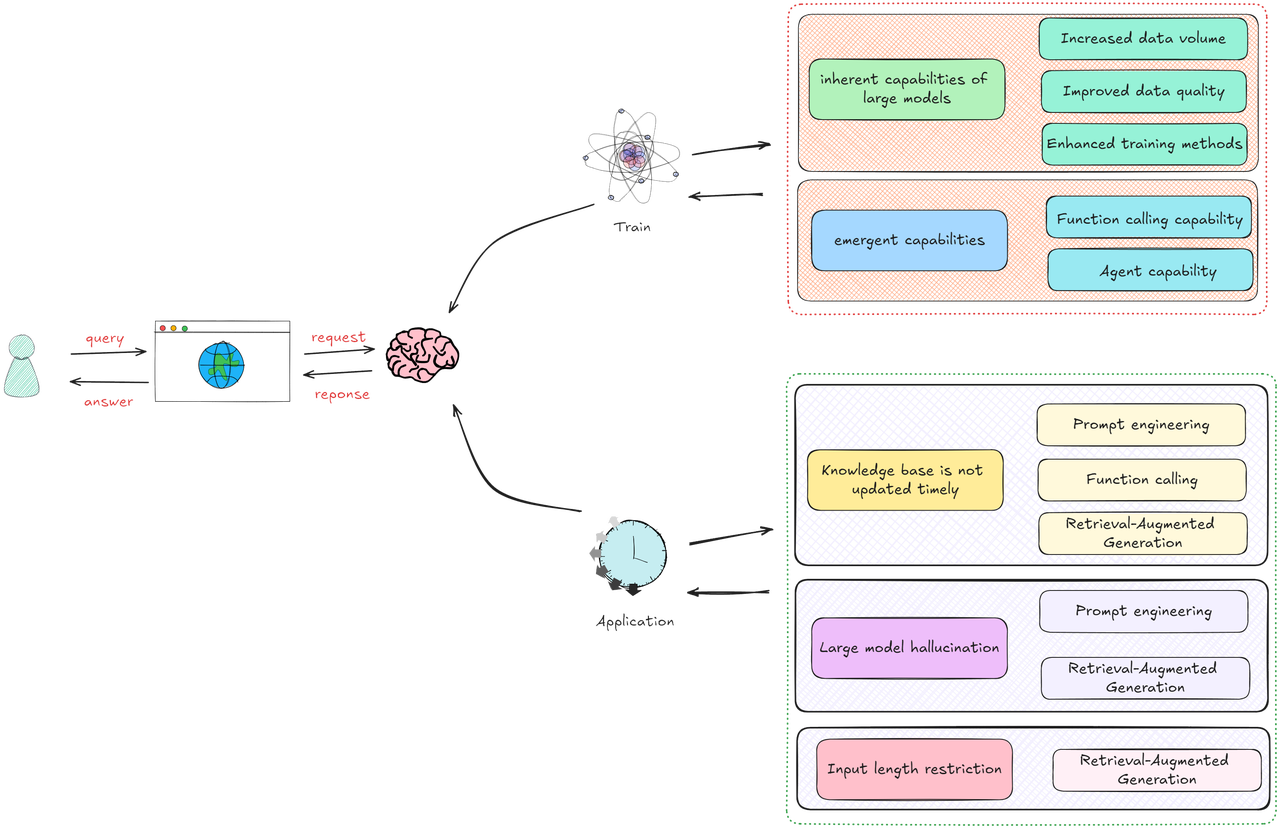 query
answer
request
reponse
Train
Application
inherent capabilities of
large models
Increased data volume
Improved data quality
Enhanced training methods
emergent capabilities
Function calling capability
Agent capability
Knowledge base is not
updated timely
Prompt engineering
Function calling
Retrieval-Augmented
Generation
Large model hallucination
Prompt engineering
Retrieval-Augmented
Generation
Input length restriction
Retrieval-Augmented
Generation